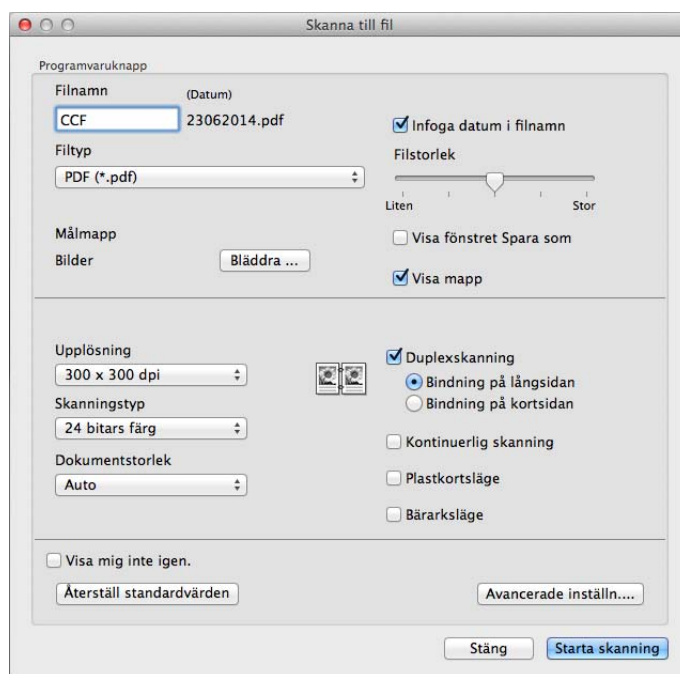 Skanna till fil
Programvaruknapp
Filnamn
(Datum)
CCF
23062014.pdf
Infoga datum i filnamn
Filtyp
PDF (*.pdf)
Filstorlek
Liten
Stor
Målmapp
Bilder
Bläddra ...
Visa fönstret Spara som
Visa mapp
Upplösning
300 x 300 dpi
Skanningstyp
24 bitars färg
Dokumentstorlek
Auto
Duplexskanning
Bindning på långsidan
Bindning på kortsidan
Kontinuerlig skanning
Plastkortsläge
Bärarksläge
Visa mig inte igen.
Återställ standardvärden
Avancerade inställn....
Stäng
Starta skanning